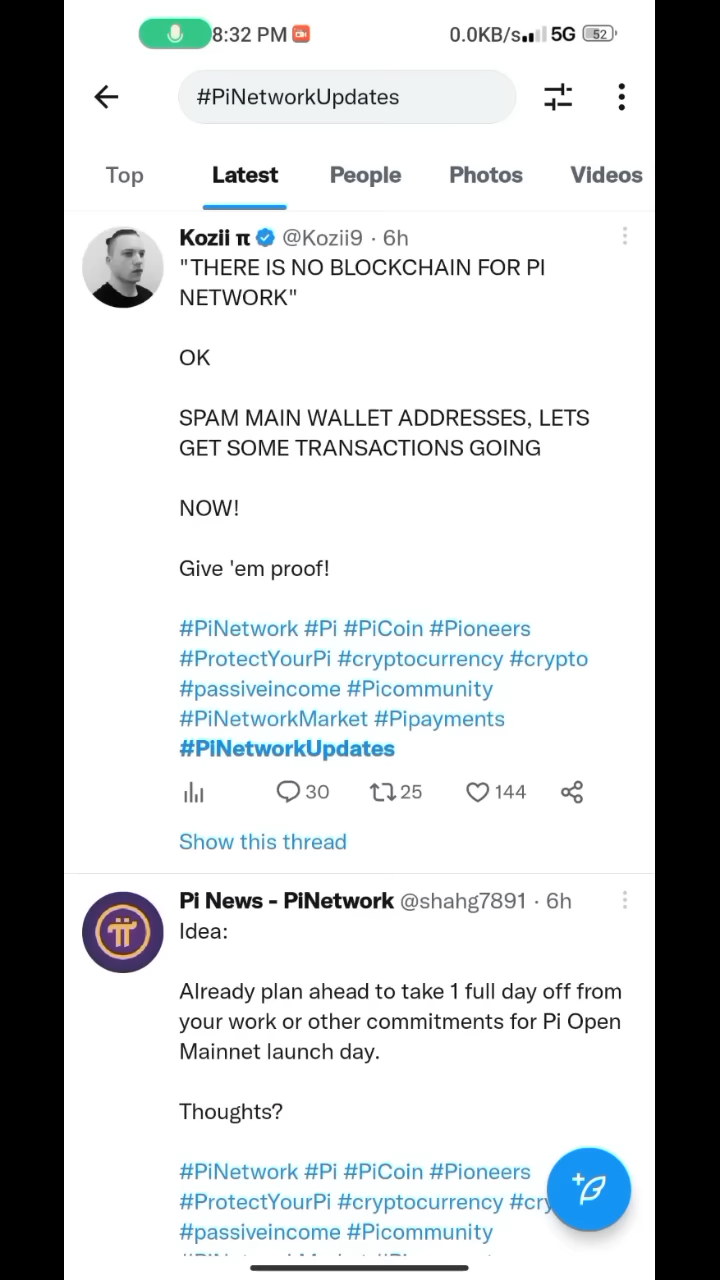 8:32 PM
0.0KB/s 5G 52
#PiNetworkUpdates
Top Latest People Photos Videos
Kozii π @Kozii9 · 6h
"THERE IS NO BLOCKCHAIN FOR PI
NETWORK"
OK
SPAM MAIN WALLET ADDRESSES, LETS
GET SOME TRANSACTIONS GOING
NOW!
Give 'em proof!
#PiNetwork #Pi #PiCoin #Pioneers
#ProtectYourPi #cryptocurrency #crypto
#passiveincome #Picommunity
#PiNetworkMarket #Pipayments
#PiNetworkUpdates
30 25 144
Show this thread
Pi News - PiNetwork @shahg7891 · 6h
Idea:
Already plan ahead to take 1 full day off from
your work or other commitments for Pi Open
Mainnet launch day.
Thoughts?
#PiNetwork #Pi #PiCoin #Pioneers
#ProtectYourPi #cryptocurrency #cry
#passiveincome #Picommunity